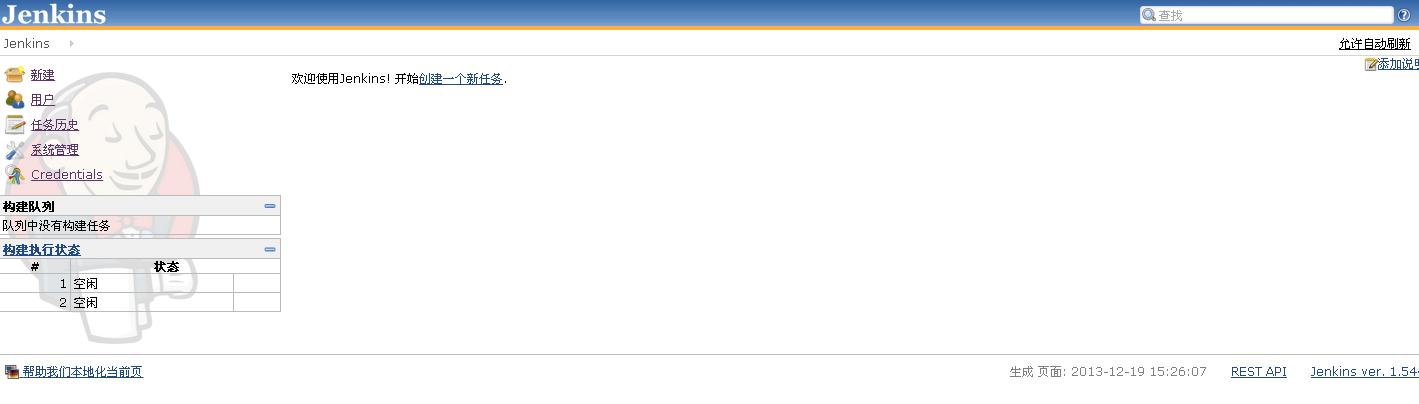 Jenkins
查找
Jenkins
允许自动刷新
新建
用户
任务历史
系统管理
Credentials
添加说
欢迎使用Jenkins! 开始创建一个新任务.
构建队列
队列中没有构建任务
构建执行状态
# 状态
1 空闲
2 空闲
帮助我们本地化当前页
生成 页面: 2013-12-19 15:26:07 REST API Jenkins ver. 1.54